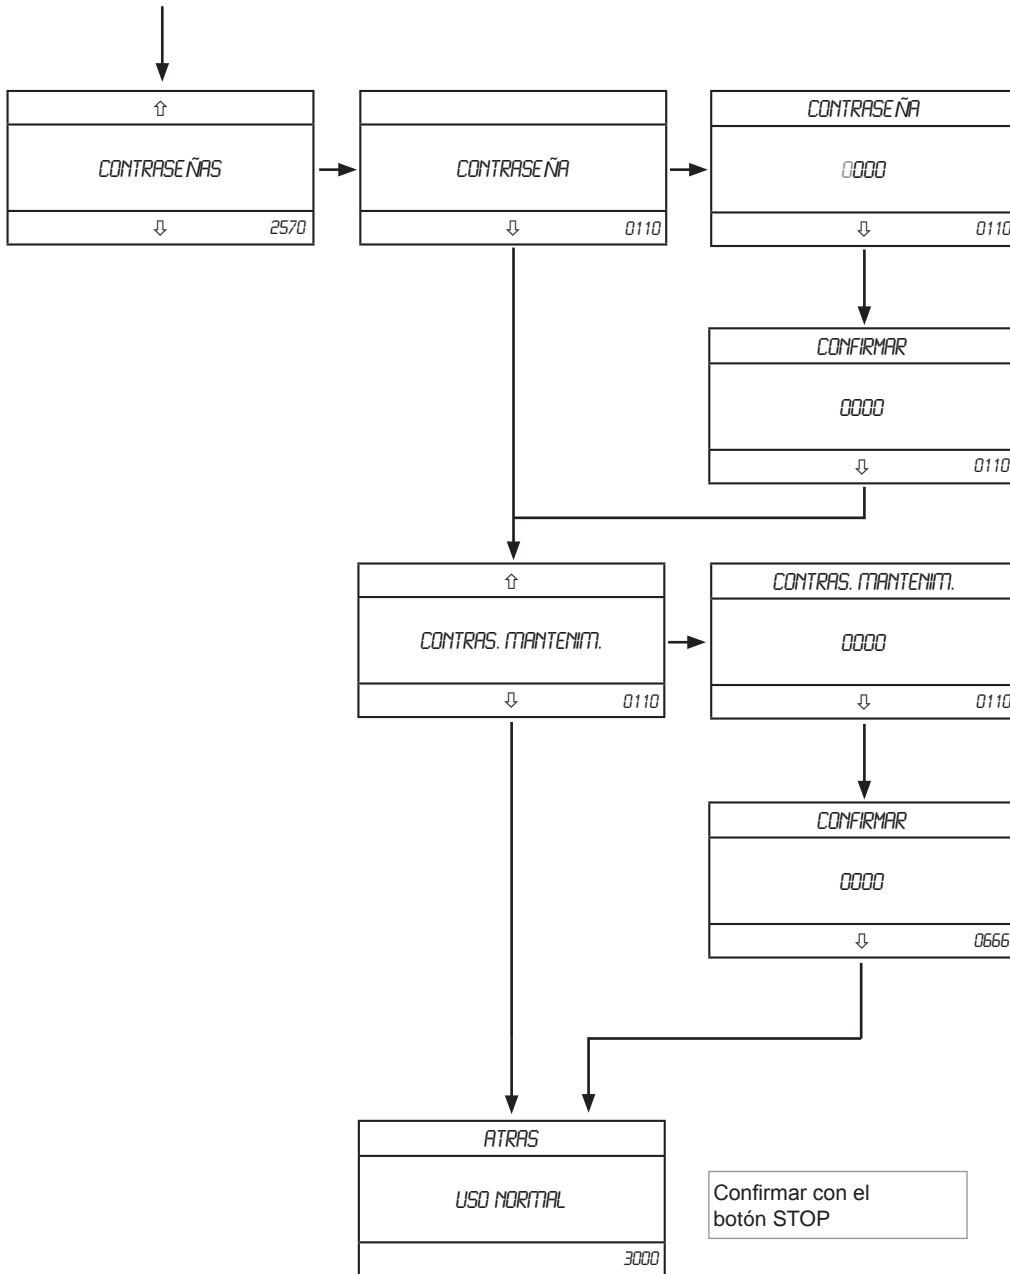 ⇧
CONTRASEÑAS
⇩ 2570
CONTRASEÑA
⇩ 0110
CONTRASEÑA
0000
⇩ 0110
CONFIRMAR
0000
⇩ 0110
⇧
CONTRAS. MANTENIM.
⇩ 0110
CONTRAS. MANTENIM.
0000
⇩ 0110
CONFIRMAR
0000
⇩ 0666
ATRAS
USO NORMAL
3000
Confirmar con el
botón STOP